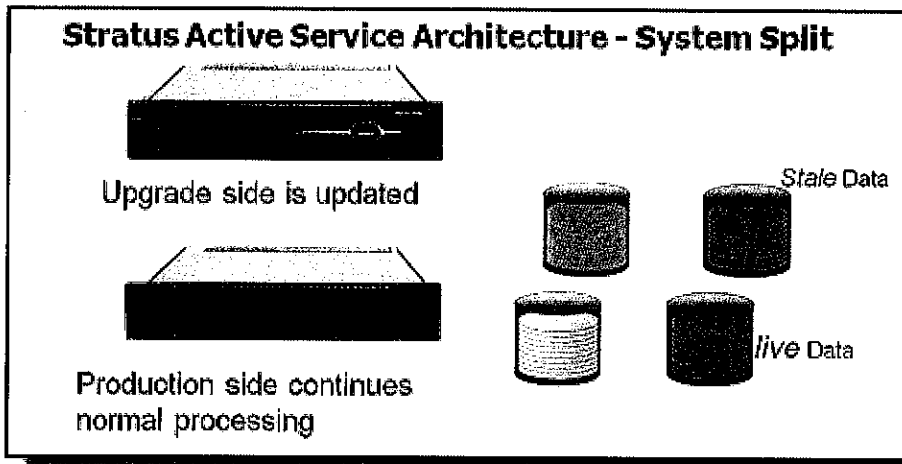 Stratus Active Service Architecture - System Split
Upgrade side is updated
Stale Data
live Data
Production side continues
normal processing